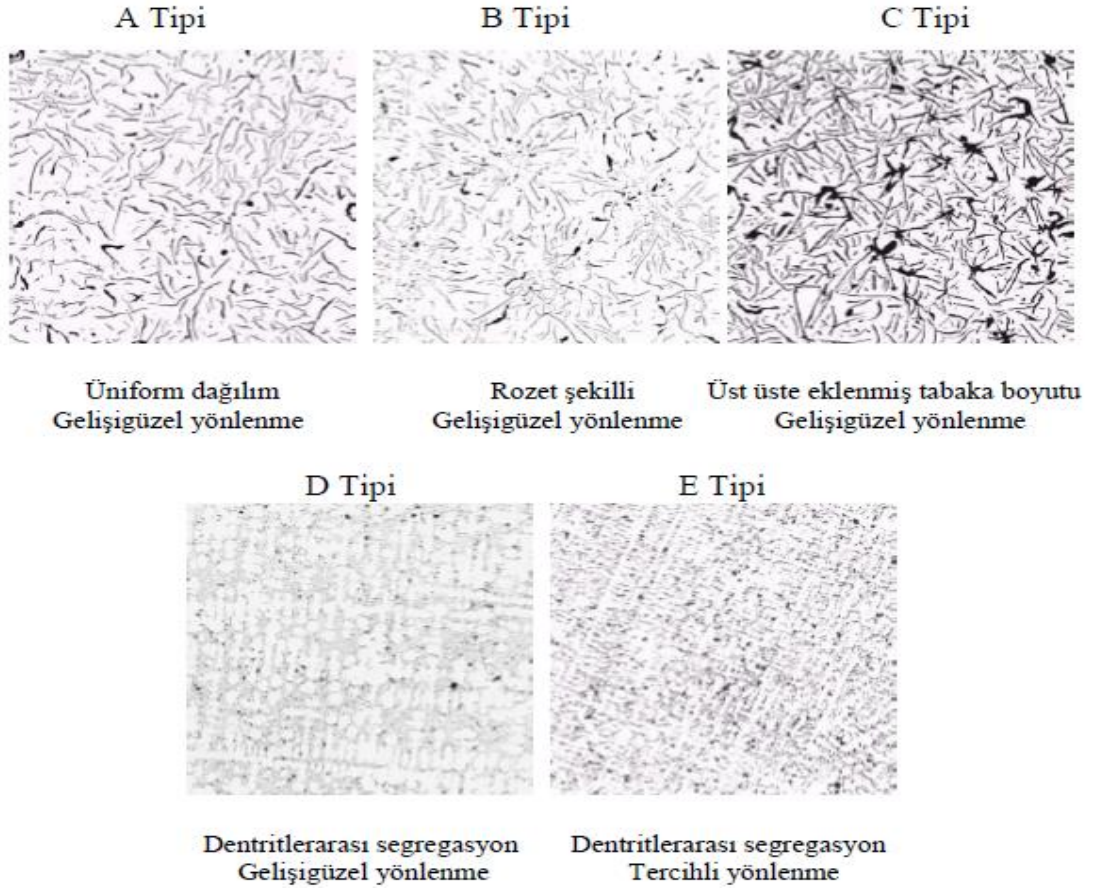 A Tipi
B Tipi
C Tipi
Üniform dağılım
Gelişigüzel yönlenme
Rozet şekilli
Gelişigüzel yönlenme
Üst üste eklenmiş tabaka boyutu
Gelişigüzel yönlenme
D Tipi
E Tipi
Dentritlerarası segregasyon
Gelişigüzel yönlenme
Dentritlerarası segregasyon
Tercihli yönlenme